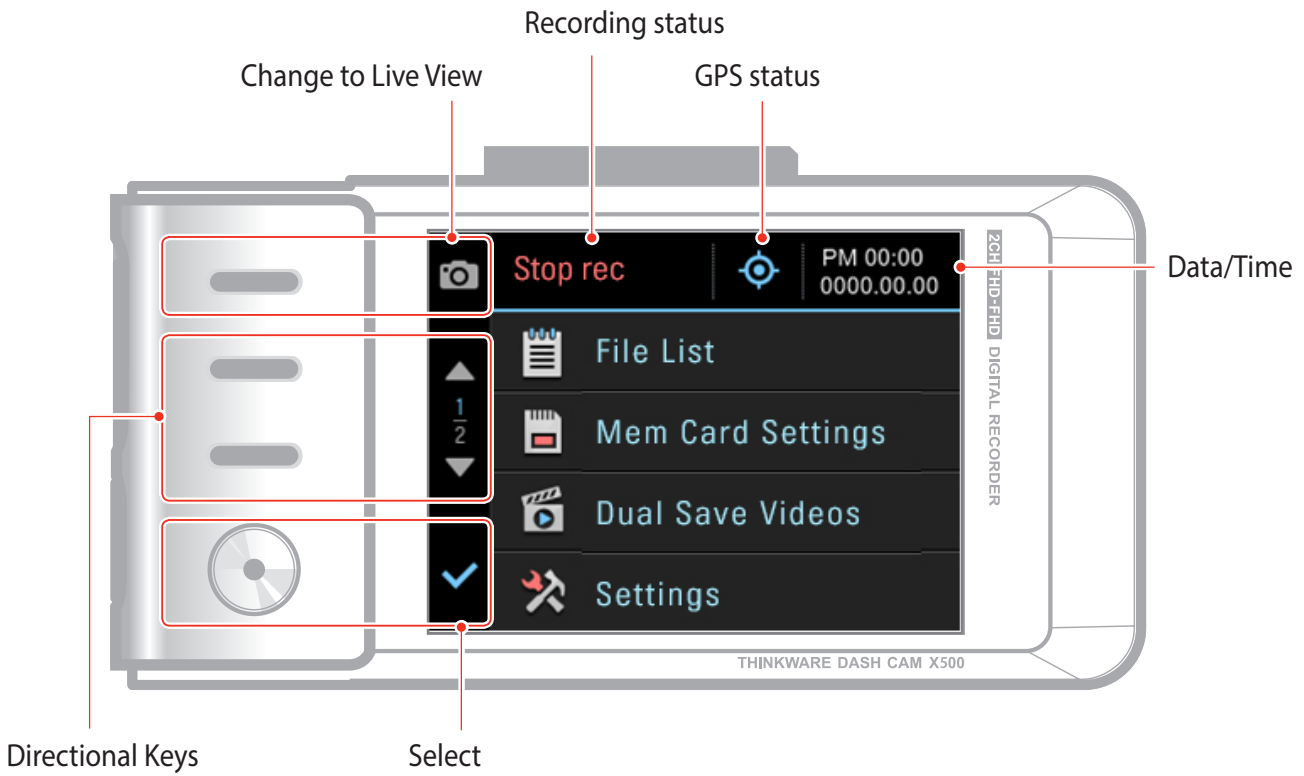 Recording status
Change to Live View
GPS status
Stop rec
PM 00:00
0000.00.00
Data/Time
File List
1
2
Mem Card Settings
Dual Save Videos
Settings
2CH FHD-FHD DIGITAL RECORDER
THINKWARE DASH CAM X500
Directional Keys
Select